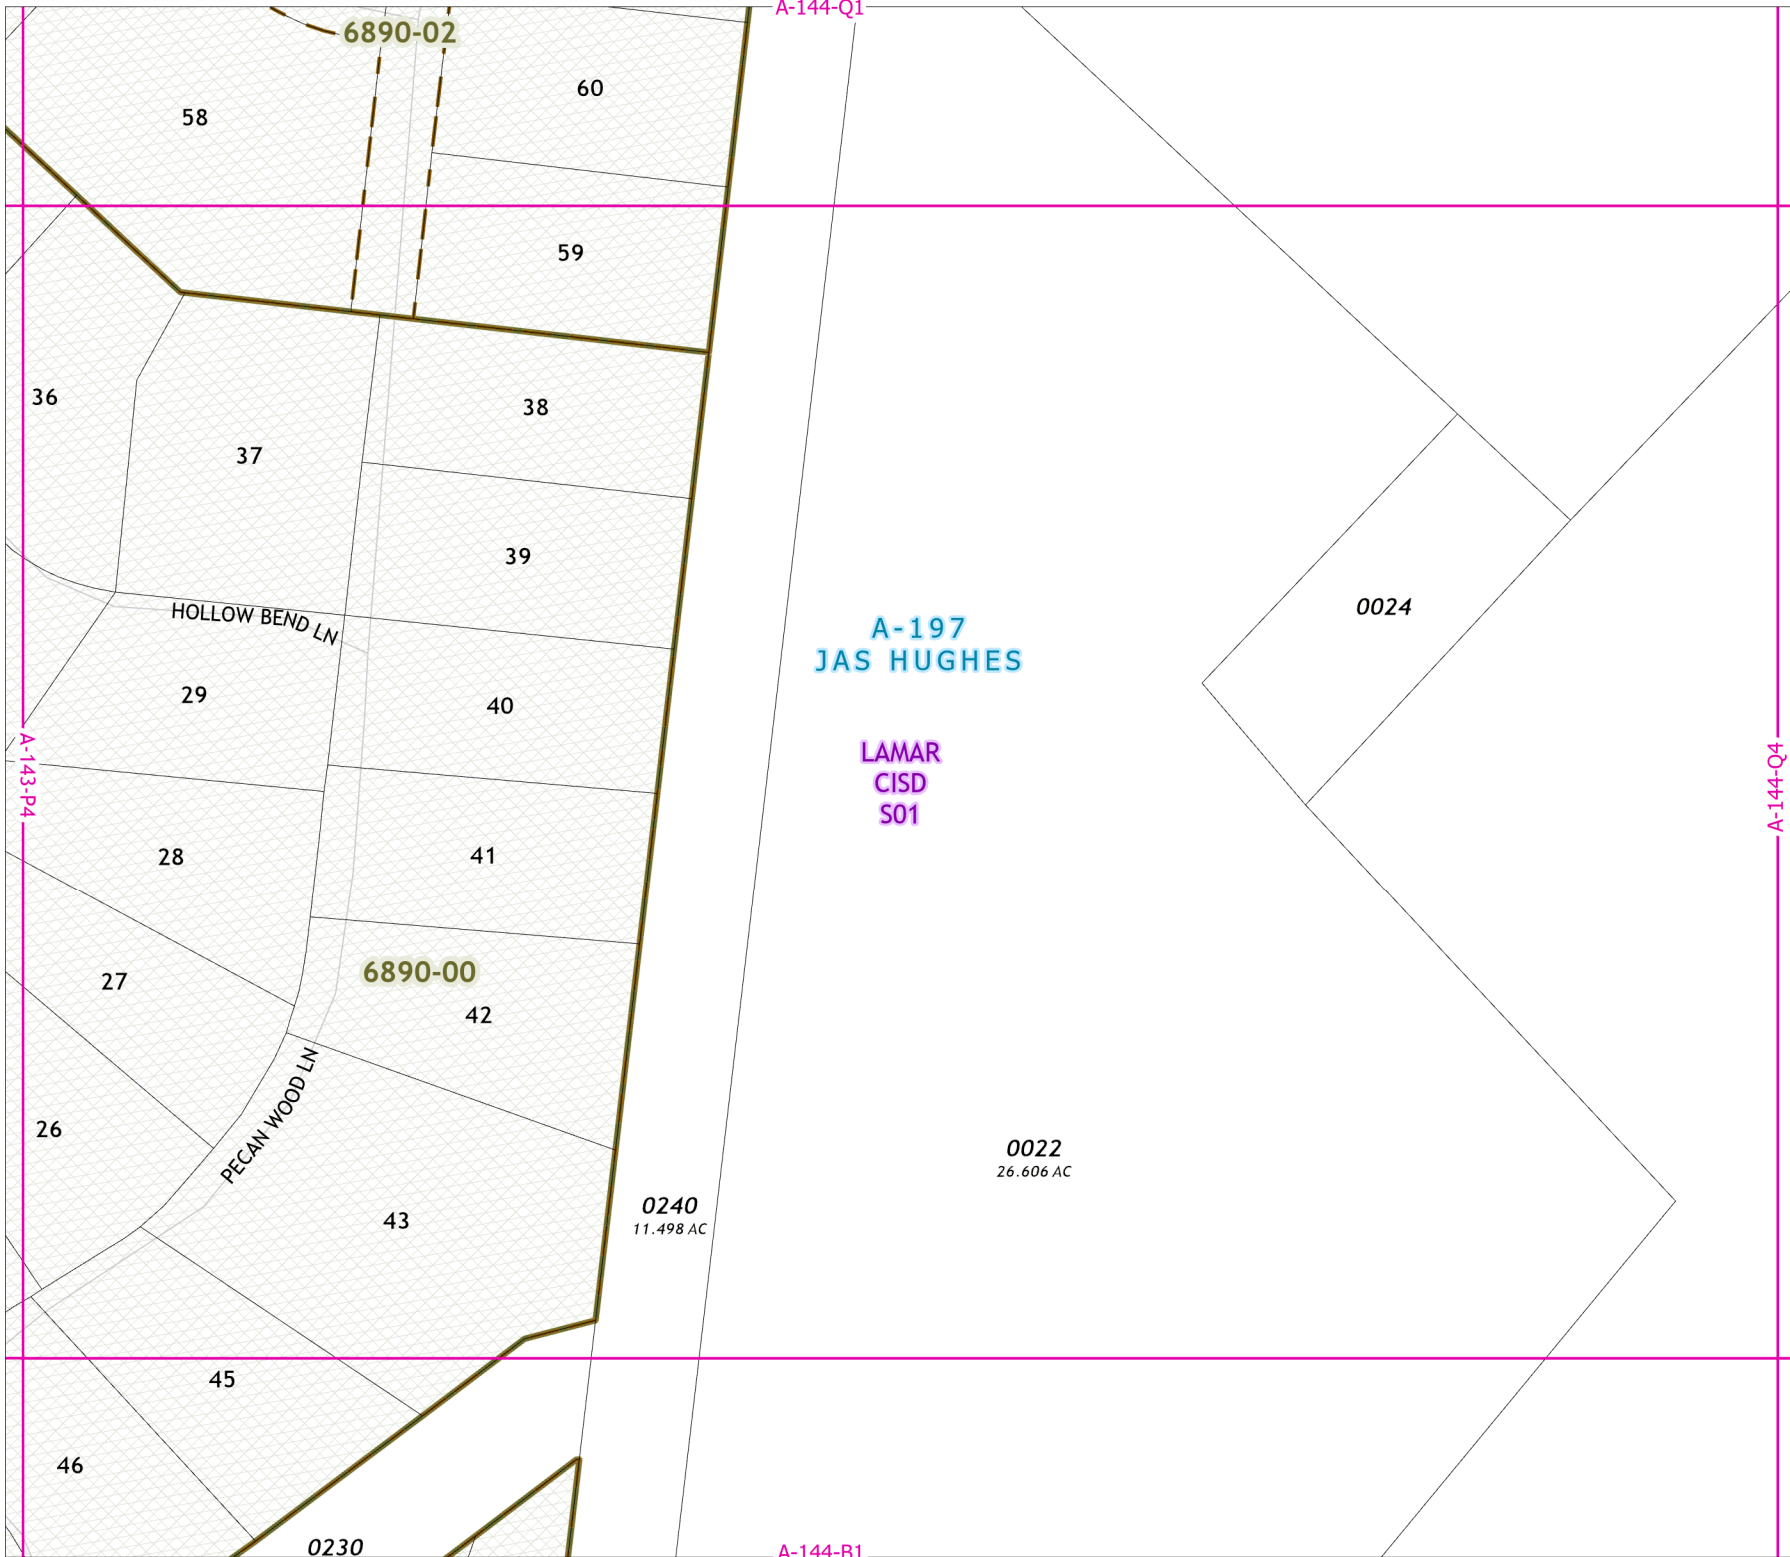 A-144-Q1
6890-02
60
58
59
36
38
37
39
HOLLOW BEND LN
0024
A-197
JAS HUGHES
29
40
LAMAR
CISD
S01
A-143-P4
A-144-Q4
28
41
6890-00
27
42
PECAN WOOD LN
26
0022
26.606 AC
0240
11.498 AC
43
45
46
0230
A-144-B1